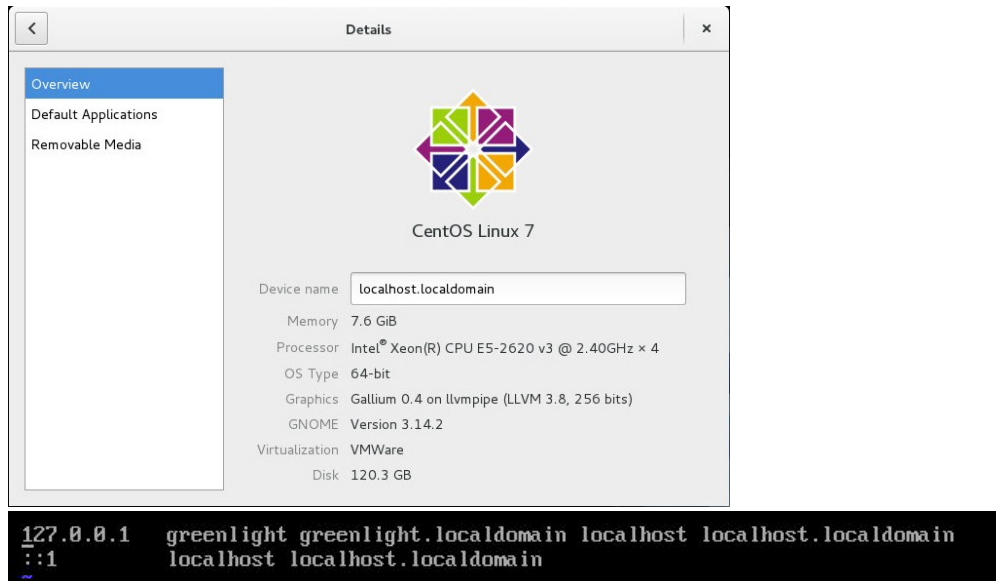 Details
Overview
Default Applications
Removable Media
CentOS Linux 7
Device name localhost.localdomain
Memory 7.6 GiB
Processor Intel® Xeon(R) CPU E5-2620 v3 @ 2.40GHz × 4
OS Type 64-bit
Graphics Gallium 0.4 on llvmpipe (LLVM 3.8, 256 bits)
GNOME Version 3.14.2
Virtualization VMWare
Disk 120.3 GB
127.0.0.1 greenlight greenlight.localdomain localhost localhost.localdomain
::1 localhost localhost.localdomain
~